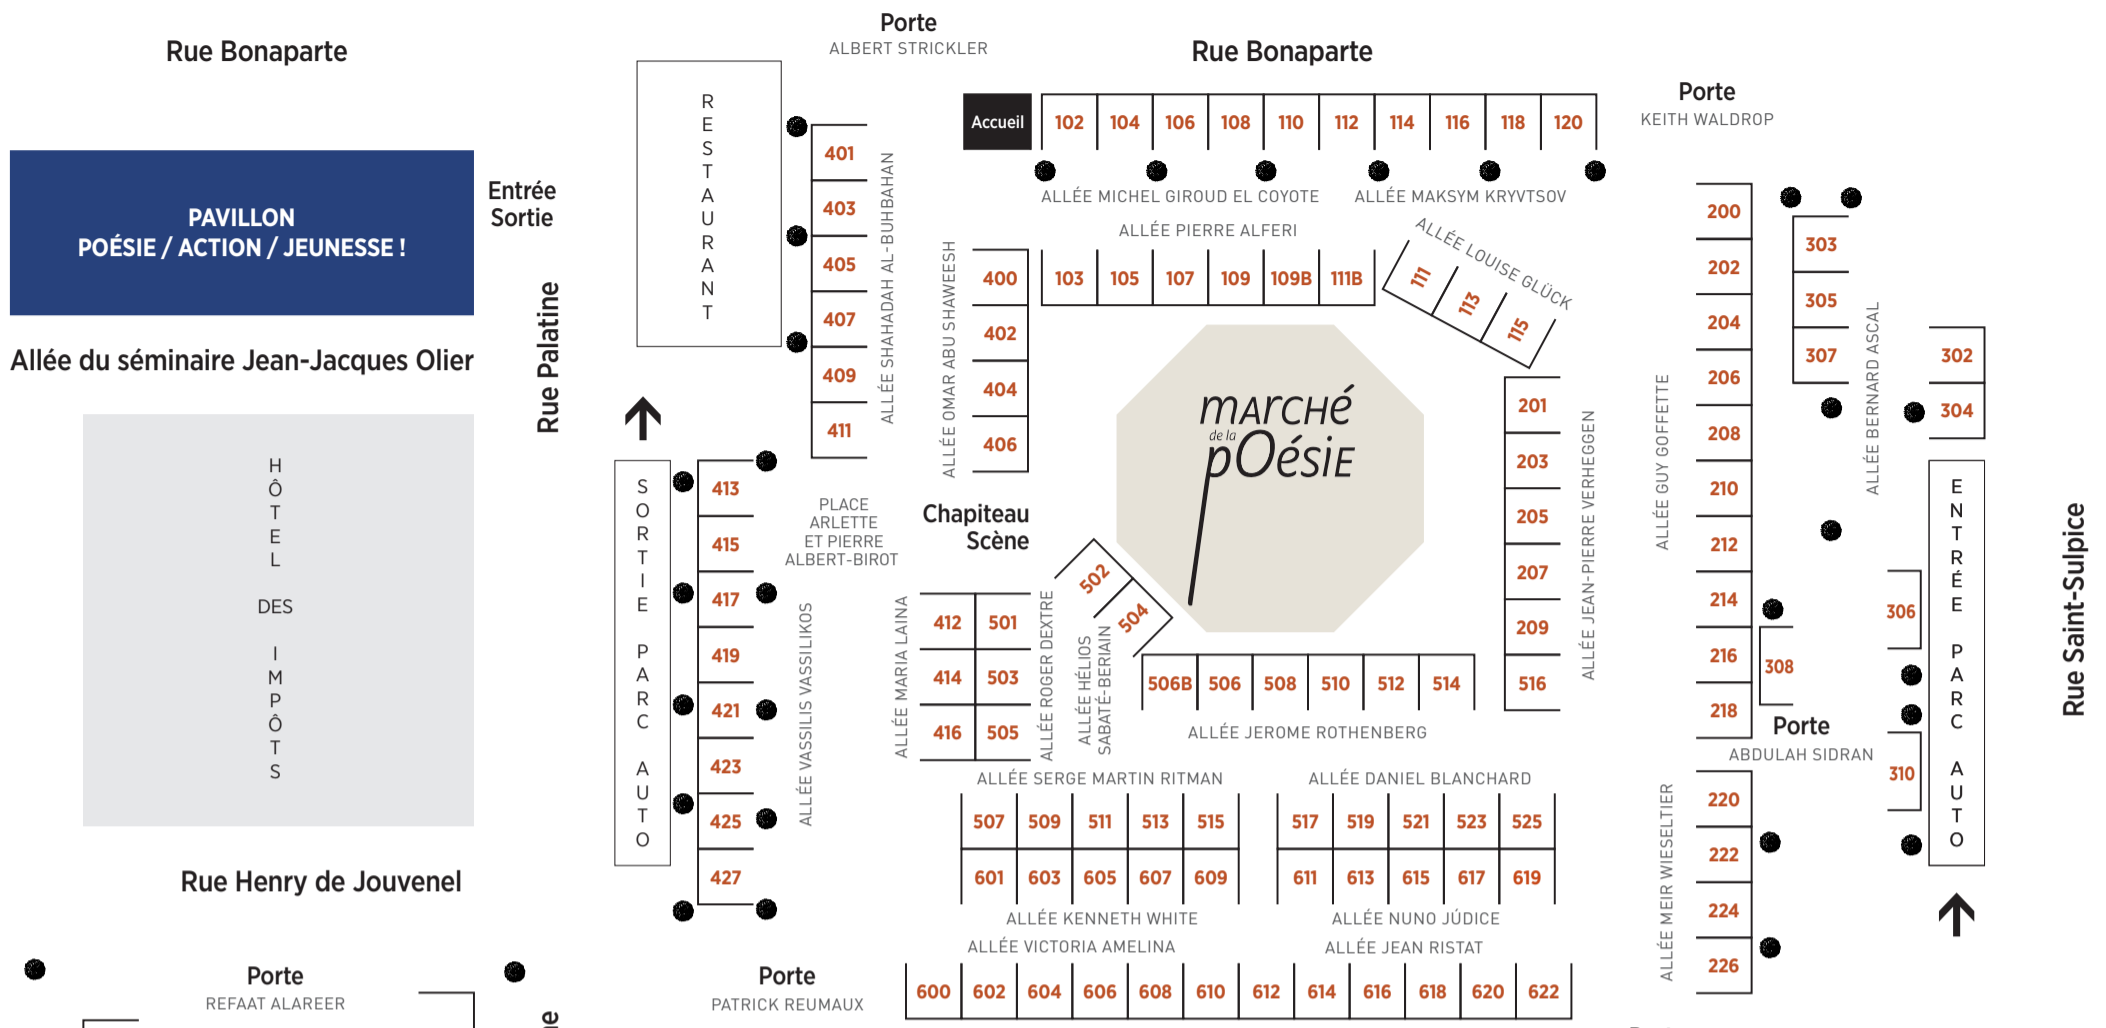 Rue Bonaparte
Porte
ALBERT STRICKLER
Rue Bonaparte
Porte
KEITH WALDROP
PAVILLON
POÉSIE / ACTION / JEUNESSE !
Entrée
Sortie
Rue Palatine
Allée du séminaire Jean-Jacques Olier
HÔTEL DES IMPÔTS
Rue Henry de Jouvenel
Porte
REFAAT ALAREER
RESTAURANT
SORTIE PARC AUTO
401
403
405
407
409
411
ALLÉE SHAHADAH AL-BUHBAHAN
413
415
417
419
421
423
425
427
PLACE
ARLETTE
ET PIERRE
ALBERT-BIROT
ALLÉE VASSILIS VASSILIKOS
Porte
PATRICK REUMAUX
Accueil
102 104 106 108 110 112 114 116 118 120
ALLÉE MICHEL GIROUD EL COYOTE
ALLÉE MAKSYM KRYVTSOV
ALLÉE PIERRE ALFERI
ALLÉE LOUISE GLÜCK
103 105 107 109 109B 111B
111 113 115
ALLÉE OMAR ABU SHAWEESH
400
402
404
406
Chapiteau
Scène
MARCHé
de la
pOésIE
201
203
205
207
209
516
ALLÉE JEAN-PIERRE VERHEGGEN
502
504
ALLÉE MARIA LAINA
412 501
414 503
416 505
ALLÉE ROGER DEXTRE
ALLÉE HÉLIOS
SABATÉ-BERIAIN
506B 506 508 510 512 514
ALLÉE JEROME ROTHENBERG
ALLÉE SERGE MARTIN RITMAN
ALLÉE DANIEL BLANCHARD
507 509 511 513 515
517 519 521 523 525
601 603 605 607 609
611 613 615 617 619
ALLÉE KENNETH WHITE
ALLÉE NUNO JÚDICE
ALLÉE VICTORIA AMELINA
ALLÉE JEAN RISTAT
600 602 604 606 608 610 612 614 616 618 620 622
ALLÉE GUY GOFFETTE
200
202
204
206
208
210
212
214
216
218
303
305
307
ALLÉE BERNARD ASCAL
302
304
306
308
310
Porte
ABDULAH SIDRAN
ALLÉE MEIR WIESELTIER
220
222
224
226
ENTRÉE PARC AUTO
Rue Saint-Sulpice